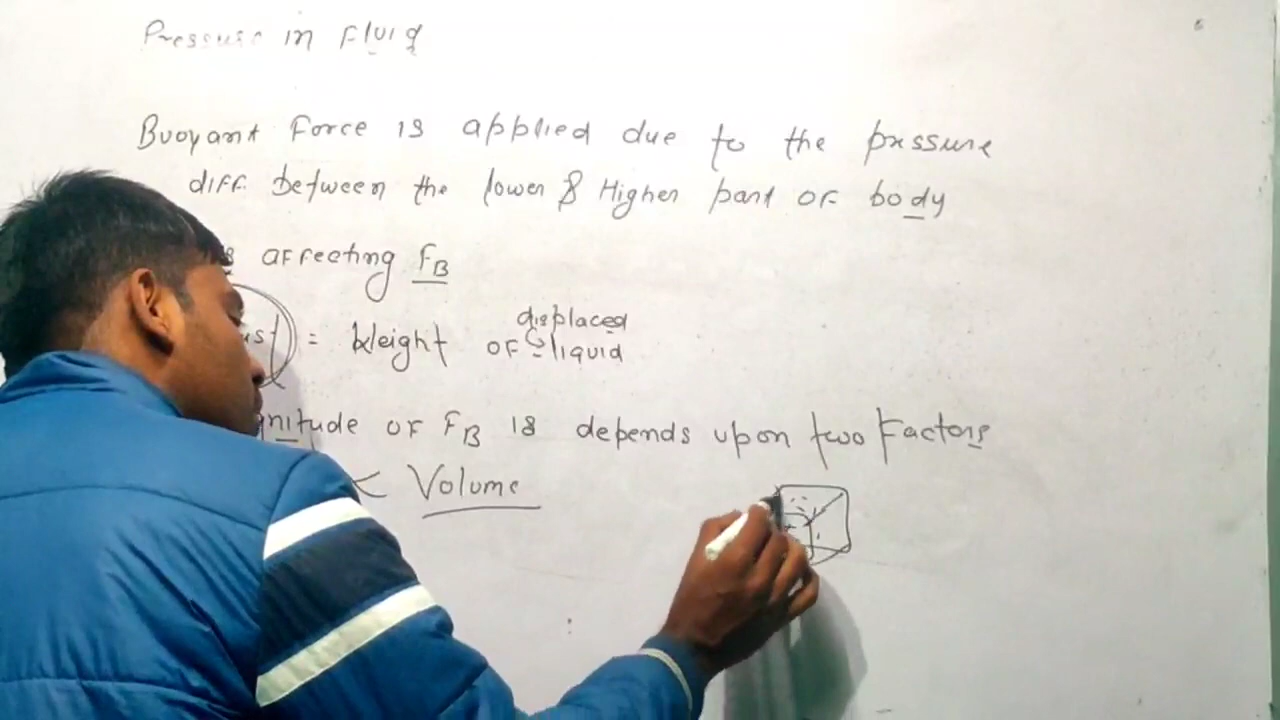 Pressure in Fluid
Buoyant Force is applied due to the pressure
diff. between the lower & Higher part of body
affecting FB
= Weight of displaced liquid
of FB is depends upon two Factors
∝ Volume